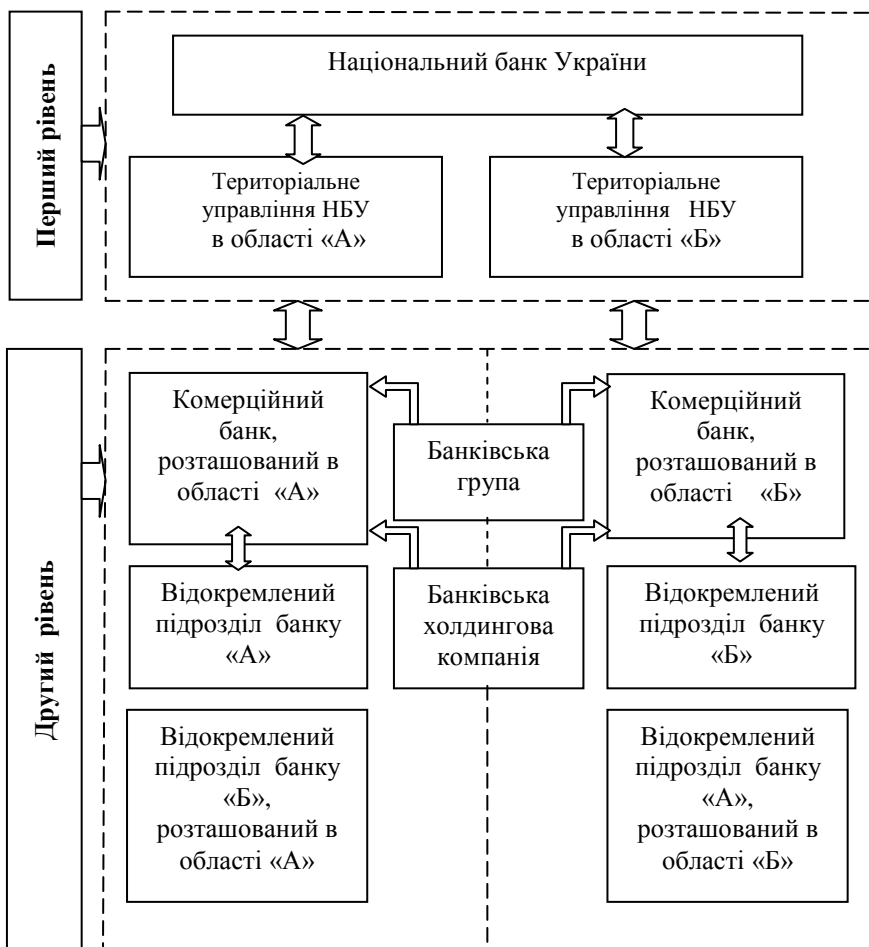 Перший рівень
Національний банк України
Територіальне
управління НБУ
в області «А»
Територіальне
управління НБУ
в області «Б»
Другий рівень
Комерційний
банк,
розташований в
області «А»
Банківська
група
Комерційний
банк,
розташований в
області «Б»
Відокремлений
підрозділ банку
«А»
Банківська
холдингова
компанія
Відокремлений
підрозділ банку
«Б»
Відокремлений
підрозділ банку
«Б»,
розташований в
області «А»
Відокремлений
підрозділ банку
«А»,
розташований в
області «Б»